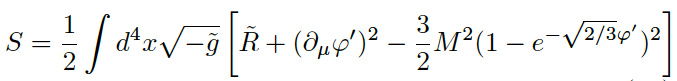 S = \frac{1}{2} \int d^4x \sqrt{-\tilde{g}} \left[ \tilde{R} + (\partial_\mu \varphi')^2 - \frac{3}{2} M^2 (1 - e^{-\sqrt{2/3}\varphi'})^2 \right]